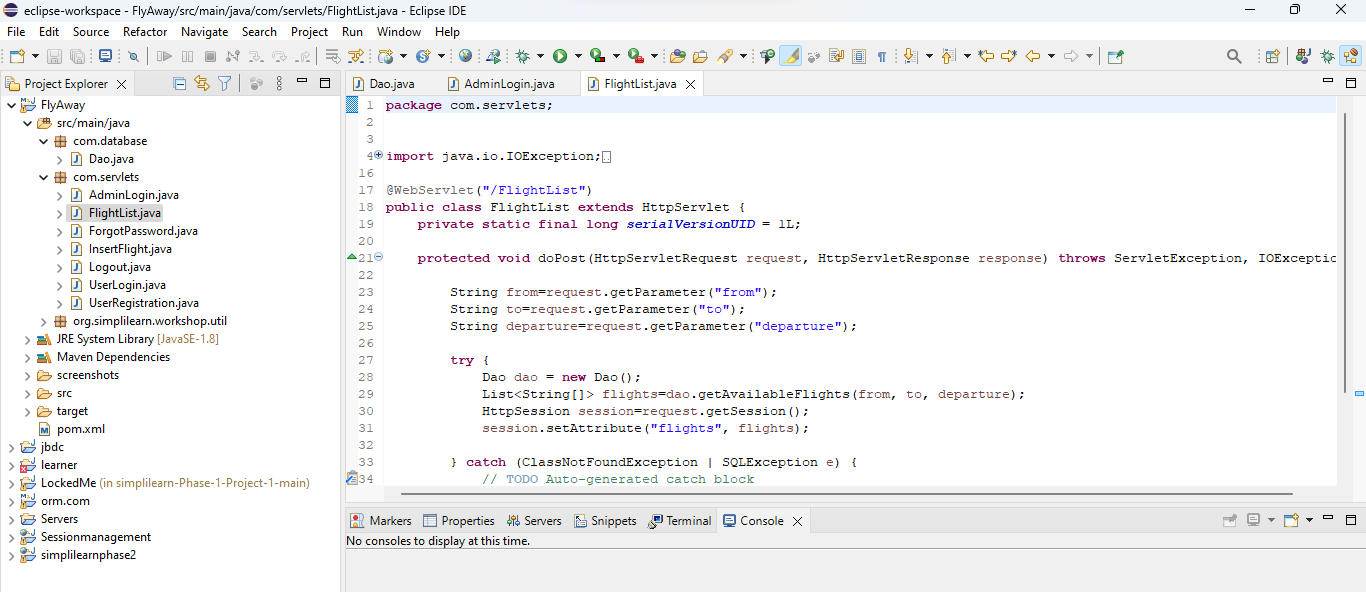 eclipse-workspace - FlyAway/src/main/java/com/servlets/FlightList.java - Eclipse IDE
File Edit Source Refactor Navigate Search Project Run Window Help
Project Explorer
FlyAway
src/main/java
com.database
Dao.java
com.servlets
AdminLogin.java
FlightList.java
ForgotPassword.java
InsertFlight.java
Logout.java
UserLogin.java
UserRegistration.java
org.simplilearn.workshop.util
JRE System Library [JavaSE-1.8]
Maven Dependencies
screenshots
src
target
pom.xml
jbdc
learner
LockedMe (in simplilearn-Phase-1-Project-1-main)
orm.com
Servers
Sessionmanagement
simplilearnphase2
Dao.java AdminLogin.java FlightList.java
1 package com.servlets;
2
3
4 import java.io.IOException;
16
17 @WebServlet("/FlightList")
18 public class FlightList extends HttpServlet {
19 private static final long serialVersionUID = 1L;
20
21 protected void doPost(HttpServletRequest request, HttpServletResponse response) throws ServletException, IOExceptic
22
23 String from=request.getParameter("from");
24 String to=request.getParameter("to");
25 String departure=request.getParameter("departure");
26
27 try {
28 Dao dao = new Dao();
29 List<String[]> flights=dao.getAvailableFlights(from, to, departure);
30 HttpSession session=request.getSession();
31 session.setAttribute("flights", flights);
32
33 } catch (ClassNotFoundException | SQLException e) {
34 // TODO Auto-generated catch block
Markers Properties Servers Snippets Terminal Console
No consoles to display at this time.